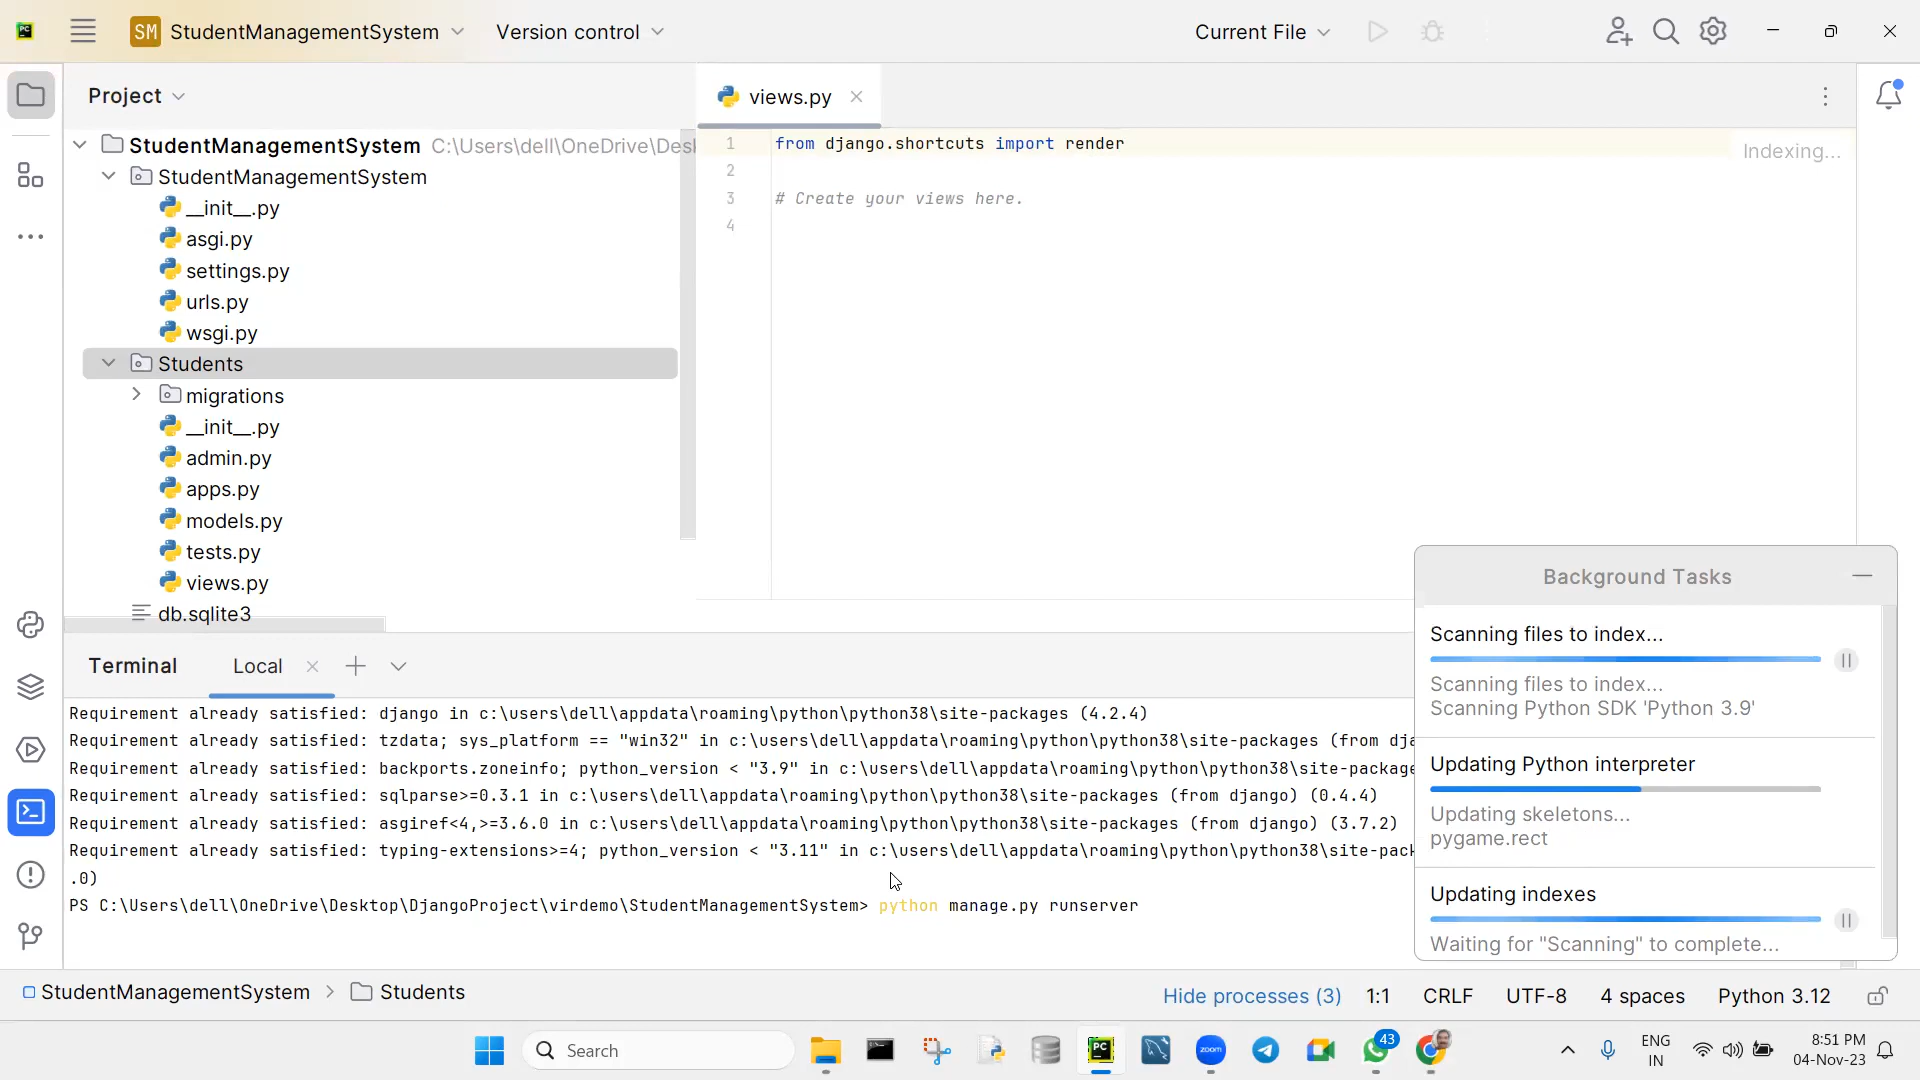 PC
SM StudentManagementSystem Version control Current File
Project
views.py
StudentManagementSystem C:\Users\dell\OneDrive\Desk
StudentManagementSystem
__init__.py
asgi.py
settings.py
urls.py
wsgi.py
Students
migrations
__init__.py
admin.py
apps.py
models.py
tests.py
views.py
db.sqlite3
1 from django.shortcuts import render
2
3 # Create your views here.
4
Indexing...
Background Tasks
Scanning files to index...
Scanning files to index...
Scanning Python SDK 'Python 3.9'
Updating Python interpreter
Updating skeletons...
pygame.rect
Updating indexes
Waiting for "Scanning" to complete...
Terminal Local
Requirement already satisfied: django in c:\users\dell\appdata\roaming\python\python38\site-packages (4.2.4)
Requirement already satisfied: tzdata; sys_platform == "win32" in c:\users\dell\appdata\roaming\python\python38\site-packages (from dja
Requirement already satisfied: backports.zoneinfo; python_version < "3.9" in c:\users\dell\appdata\roaming\python\python38\site-package
Requirement already satisfied: sqlparse>=0.3.1 in c:\users\dell\appdata\roaming\python\python38\site-packages (from django) (0.4.4)
Requirement already satisfied: asgiref<4,>=3.6.0 in c:\users\dell\appdata\roaming\python\python38\site-packages (from django) (3.7.2)
Requirement already satisfied: typing-extensions>=4; python_version < "3.11" in c:\users\dell\appdata\roaming\python\python38\site-pack
.0)
PS C:\Users\dell\OneDrive\Desktop\DjangoProject\virdemo\StudentManagementSystem> python manage.py runserver
StudentManagementSystem > Students
Hide processes (3) 1:1 CRLF UTF-8 4 spaces Python 3.12
Search
PC
zoom
43
ENG
IN
8:51 PM
04-Nov-23